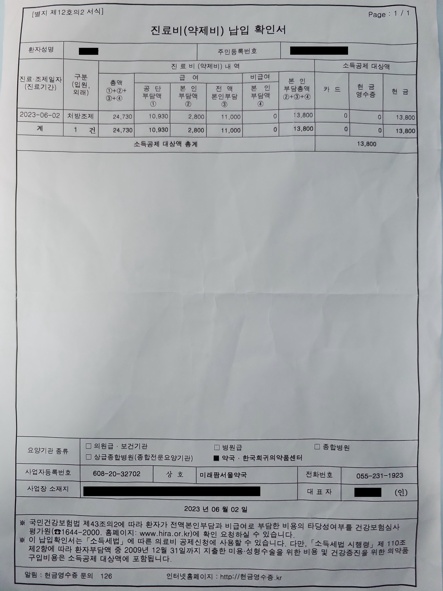 [별지 제12호의2 서식]
Page : 1 / 1
진료비(약제비) 납입 확인서
환자성명
주민등록번호
진료 조제일자
(진료기간)
구분
(입원,
외래)
진 료 비 (약제비) 내 역
소득공제 대상액
총액
①+②+
③+④
급 여
비급여
본 인
부담총액
②+③+④
카 드
현 금
영수증
현 금
공 단
부담액
①
본 인
부담액
②
전 액
본인부담
③
본 인
부담액
④
2023-06-02 처방조제 24,730 10,930 2,800 11,000 0 13,800 0 0 13,800
계 1 건 24,730 10,930 2,800 11,000 0 13,800 0 0 13,800
소득공제 대상액 총계 13,800
요양기관 종류
□ 의원급 · 보건기관 □ 병원급 □ 종합병원
□ 상급종합병원(종합전문요양기관) ■ 약국 · 한국희귀의약품센터
사업자등록번호 608-20-32702 상 호 미래팜서울약국 전화번호 055-231-1923
사업장 소재지 대 표 자 (인)
2023 년 06 월 02 일
※ 국민건강보험법 제43조의2에 따라 환자가 전액본인부담과 비급여로 부담한 비용의 타당성여부를 건강보험심사
평가원(☎1644-2000. 홈페이지: www.hira.or.kr)에 확인 요청하실 수 있습니다.
※ 이 납입확인서는 「소득세법」에 따른 의료비 공제신청에 사용할 수 있습니다. 다만, 「소득세법 시행령」 제110조
제2항에 따라 환자부담액 중 2009년 12월 31일까지 지출한 미용·성형수술을 위한 비용 및 건강증진을 위한 의약품
구입비용은 소득공제 대상액에 포함됩니다.
알림 : 현금영수증 문의 126 인터넷홈페이지 : http://현금영수증.kr